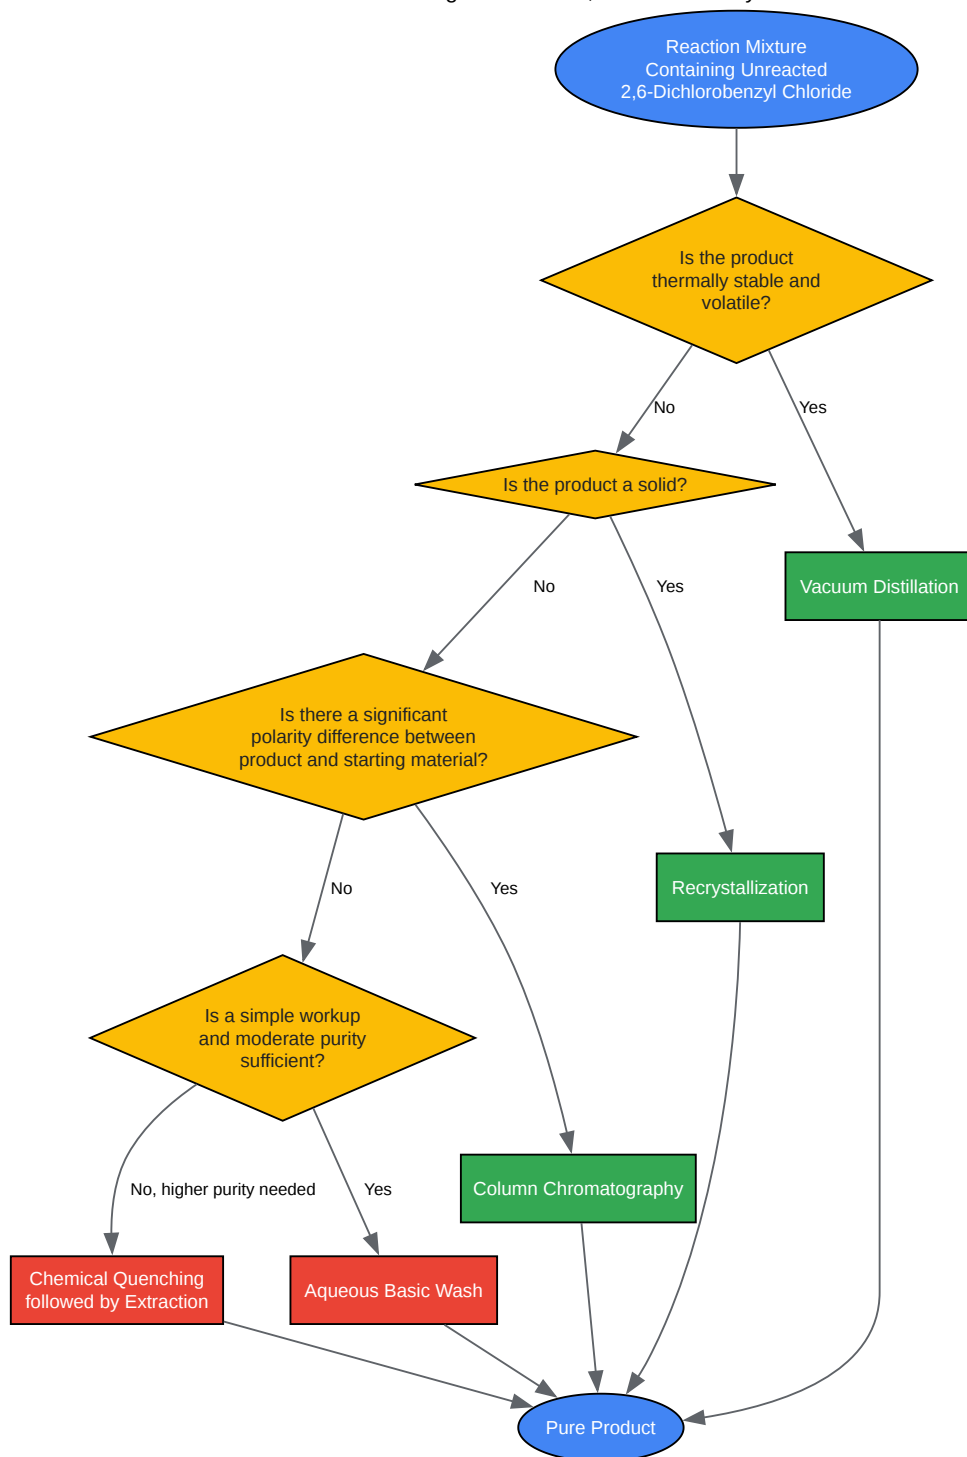 Reaction Mixture
Containing Unreacted
2,6-Dichlorobenzyl Chloride
Is the product
thermally stable and
volatile?
No
Yes
Is the product a solid?
No
Yes
Vacuum Distillation
Is there a significant
polarity difference between
product and starting material?
No
Yes
Recrystallization
Is a simple workup
and moderate purity
sufficient?
No, higher purity needed
Yes
Column Chromatography
Chemical Quenching
followed by Extraction
Aqueous Basic Wash
Pure Product